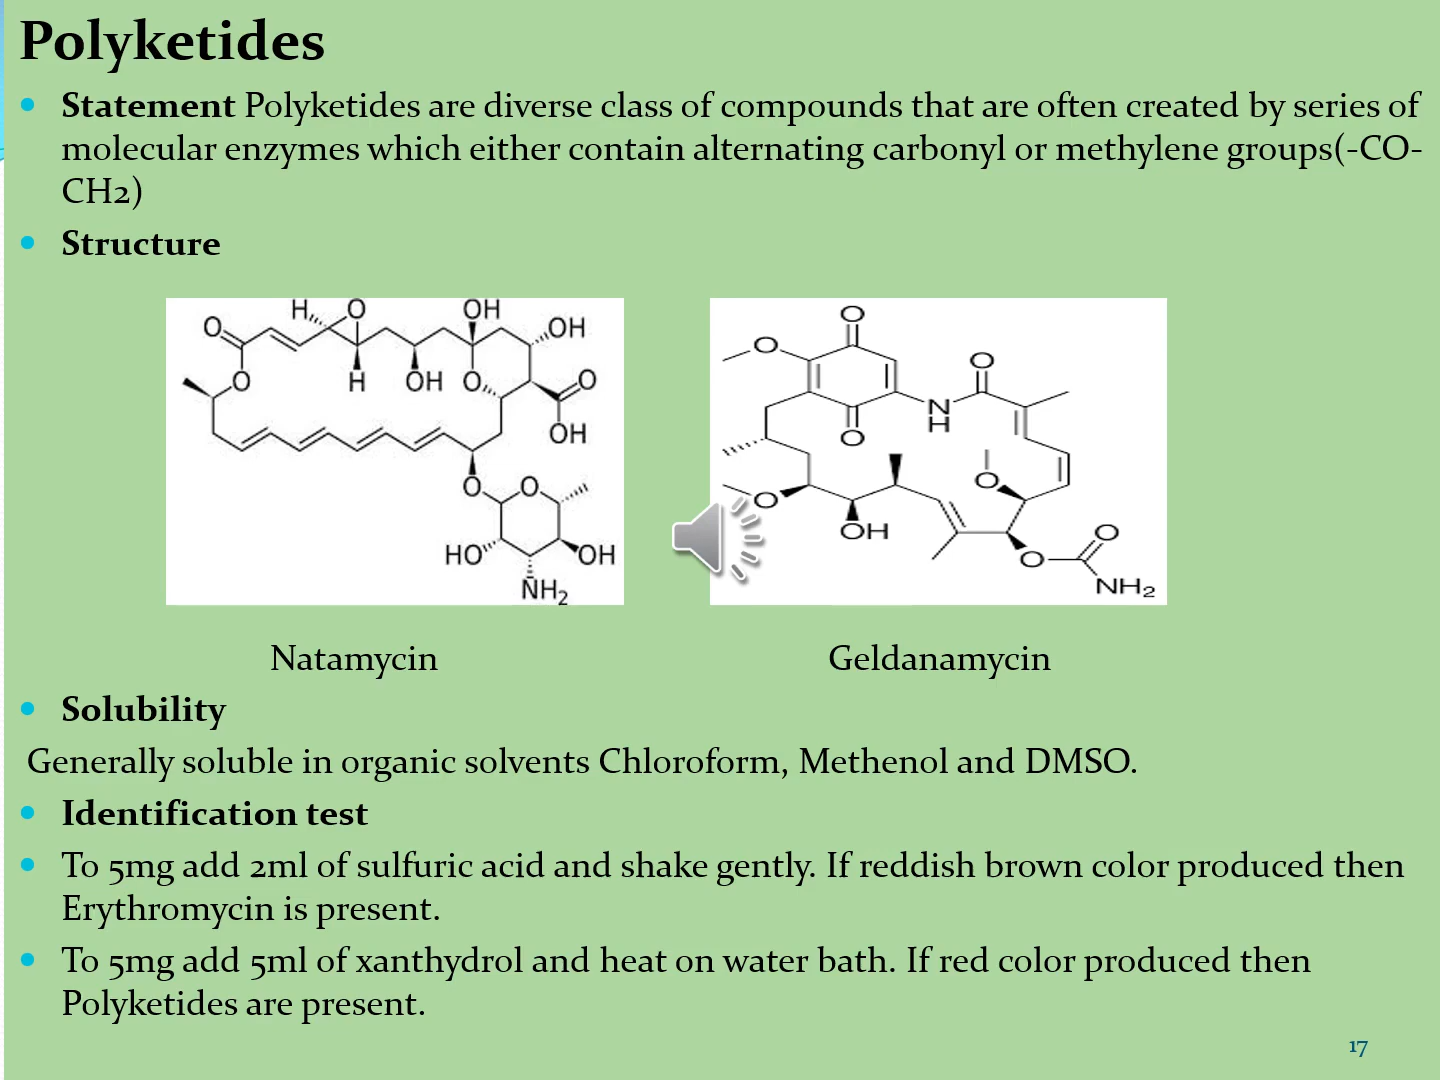 Polyketides
Statement Polyketides are diverse class of compounds that are often created by series of
molecular enzymes which either contain alternating carbonyl or methylene groups(-CO-
CH2)
Structure
H O OH
O OH
H OH O O
O
OH
O O
HO OH
NH2
O
O O
N
H
O
O
O OH
O O
NH2
Natamycin Geldanamycin
Solubility
Generally soluble in organic solvents Chloroform, Methenol and DMSO.
Identification test
To 5mg add 2ml of sulfuric acid and shake gently. If reddish brown color produced then
Erythromycin is present.
To 5mg add 5ml of xanthydrol and heat on water bath. If red color produced then
Polyketides are present.
17